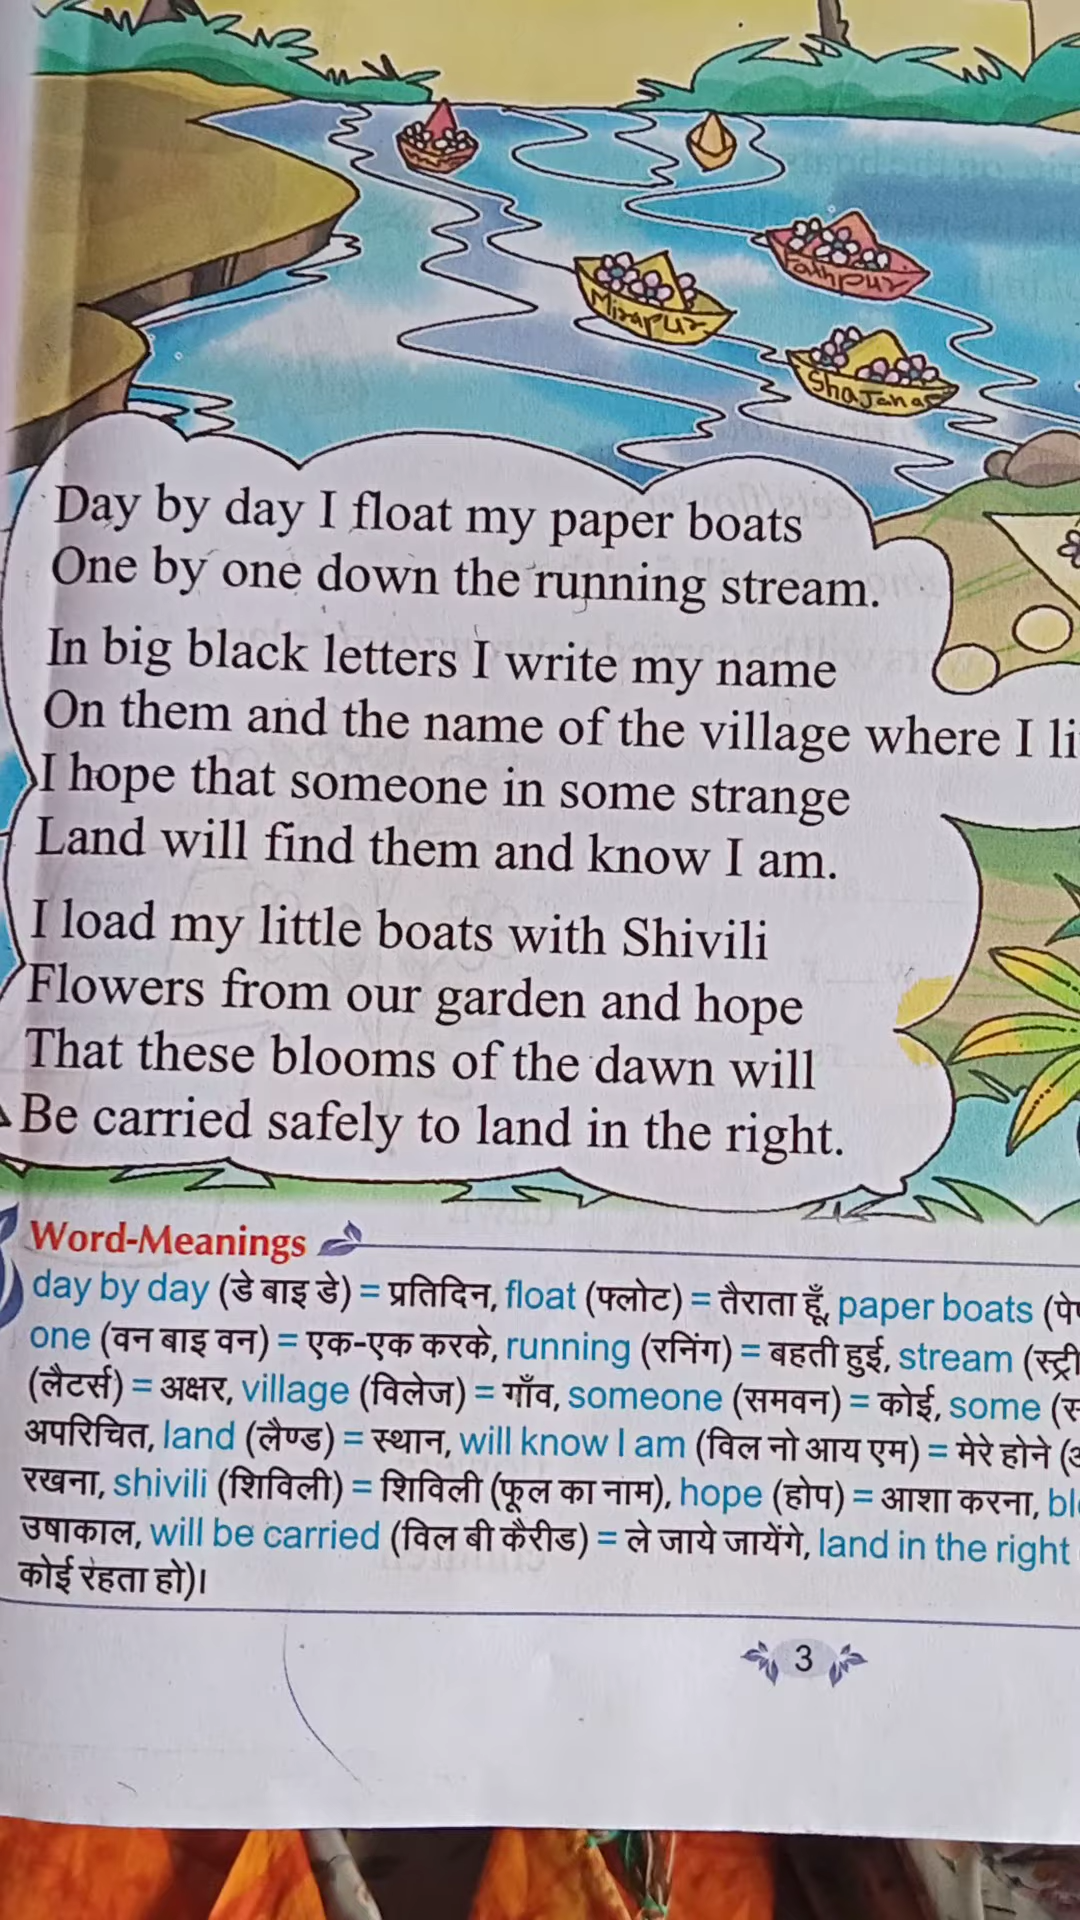 Fathpur
Mirapur
Day by day I float my paper boats
One by one down the running stream.
In big black letters I write my name
On them and the name of the village where I li
I hope that someone in some strange
Land will find them and know I am.
I load my little boats with Shivili
Flowers from our garden and hope
That these blooms of the dawn will
Be carried safely to land in the right.
Word-Meanings
day by day (डे बाइ डे) = प्रतिदिन, float (फ्लोट) = तैराता हूँ, paper boats (पे
one (वन बाइ वन) = एक-एक करके, running (रनिंग) = बहती हुई, stream (स्ट्री
(लैटर्स) = अक्षर, village (विलेज) = गाँव, someone (समवन) = कोई, some (स
अपरिचित, land (लैण्ड) = स्थान, will know I am (विल नो आय एम) = मेरे होने (
रखना, shivili (शिविली) = शिविली (फूल का नाम), hope (होप) = आशा करना, bl
उषाकाल, will be carried (विल बी कैरीड) = ले जाये जायेंगे, land in the right
कोई रहता हो)।
3